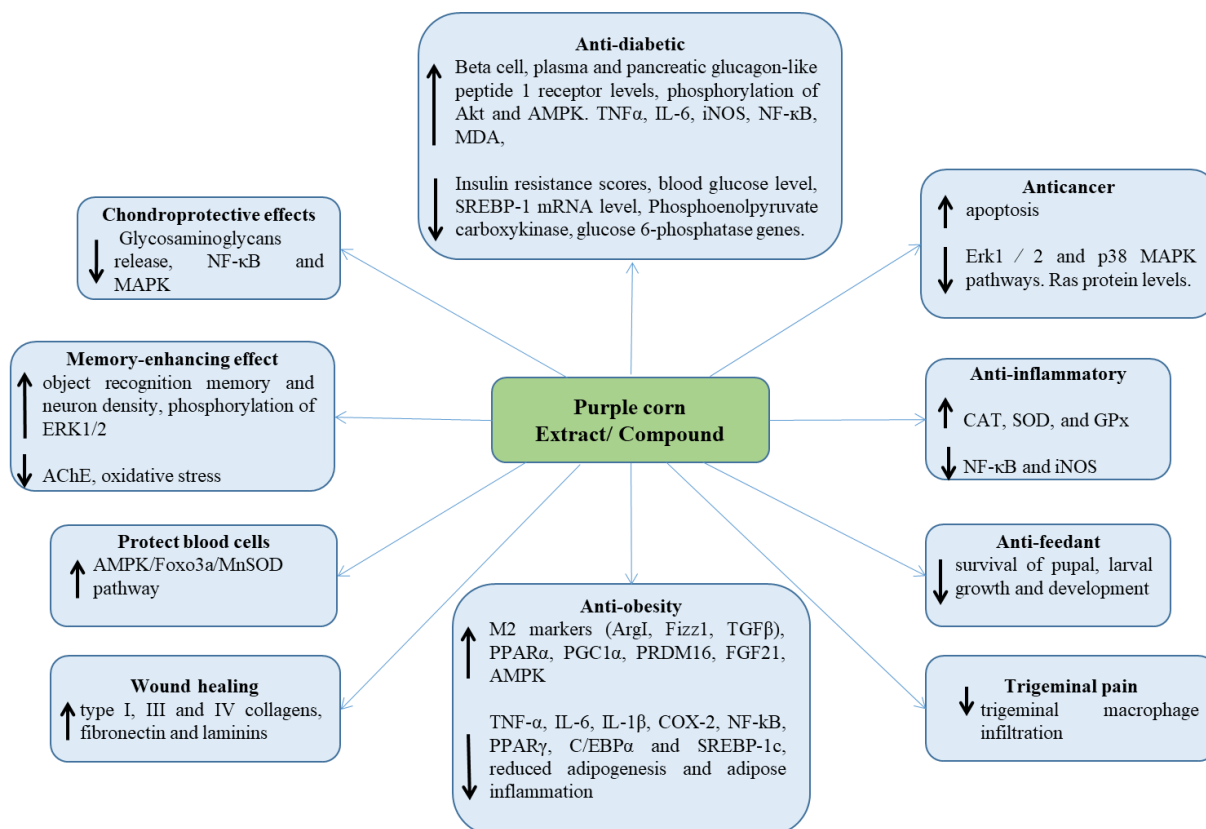 Anti-diabetic
Beta cell, plasma and pancreatic glucagon-like
peptide 1 receptor levels, phosphorylation of
Akt and AMPK. TNFα, IL-6, iNOS, NF-κB,
MDA,
Insulin resistance scores, blood glucose level,
SREBP-1 mRNA level, Phosphoenolpyruvate
carboxykinase, glucose 6-phosphatase genes.
Chondroprotective effects
Glycosaminoglycans
release, NF-κB and
MAPK
Anticancer
apoptosis
Erk1 / 2 and p38 MAPK
pathways. Ras protein levels.
Memory-enhancing effect
object recognition memory and
neuron density, phosphorylation of
ERK1/2
AChE, oxidative stress
Purple corn
Extract/ Compound
Anti-inflammatory
CAT, SOD, and GPx
NF-κB and iNOS
Protect blood cells
AMPK/Foxo3a/MnSOD
pathway
Anti-feedant
survival of pupal, larval
growth and development
Anti-obesity
M2 markers (ArgI, Fizz1, TGFβ),
PPARα, PGC1α, PRDM16, FGF21,
AMPK
TNF-α, IL-6, IL-1β, COX-2, NF-kB,
PPARγ, C/EBPα and SREBP-1c,
reduced adipogenesis and adipose
inflammation
Wound healing
type I, III and IV collagens,
fibronectin and laminins
Trigeminal pain
trigeminal macrophage
infiltration